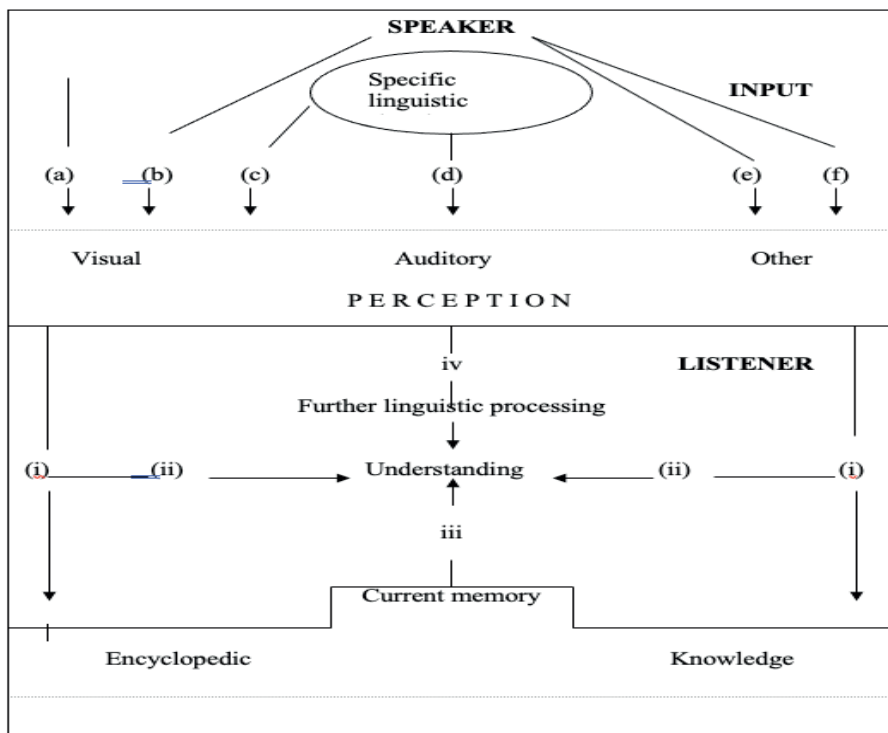 SPEAKER
Specific
linguistic
INPUT
(a) (b) (c) (d) (e) (f)
Visual Auditory Other
P E R C E P T I O N
iv LISTENER
Further linguistic processing
(i) (ii) Understanding (ii) (i)
iii
Current memory
Encyclopedic Knowledge